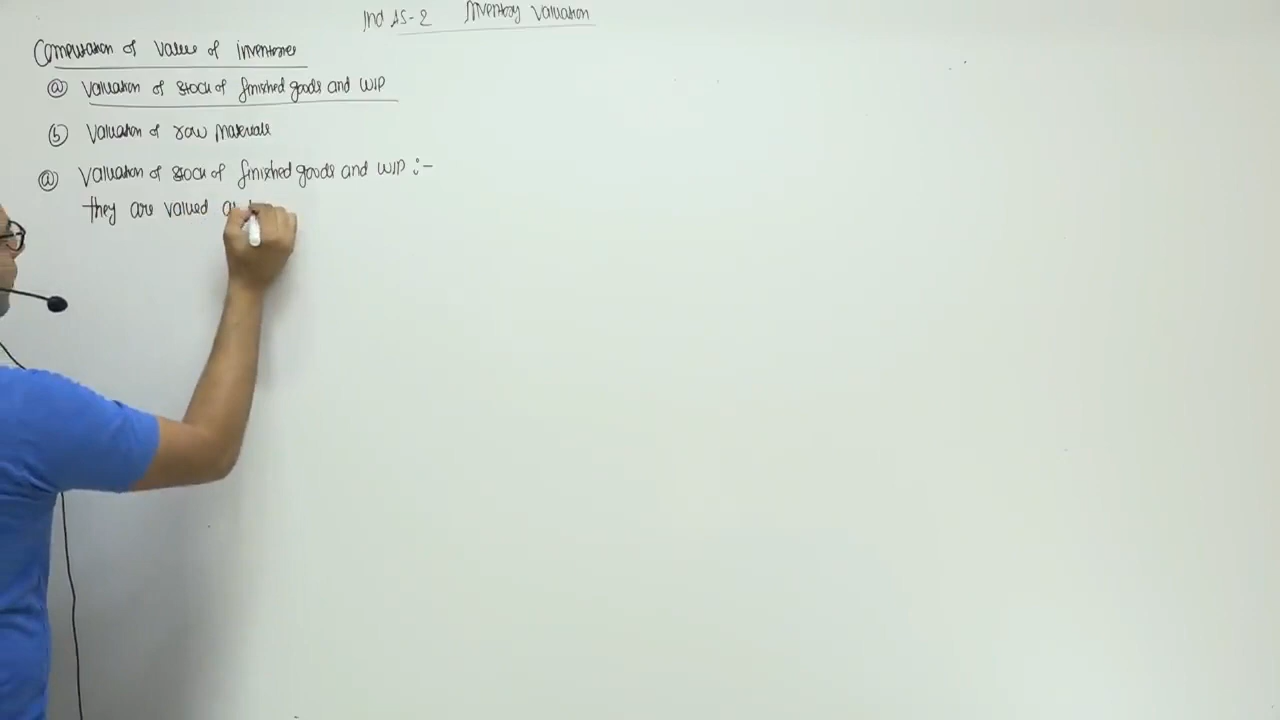 Ind AS-2 Inventory Valuation
Computation of Value of inventories
(a) Valuation of stock of finished goods and WIP
(b) Valuation of raw materials
(a) Valuation of stock of finished goods and WIP :-
they are valued